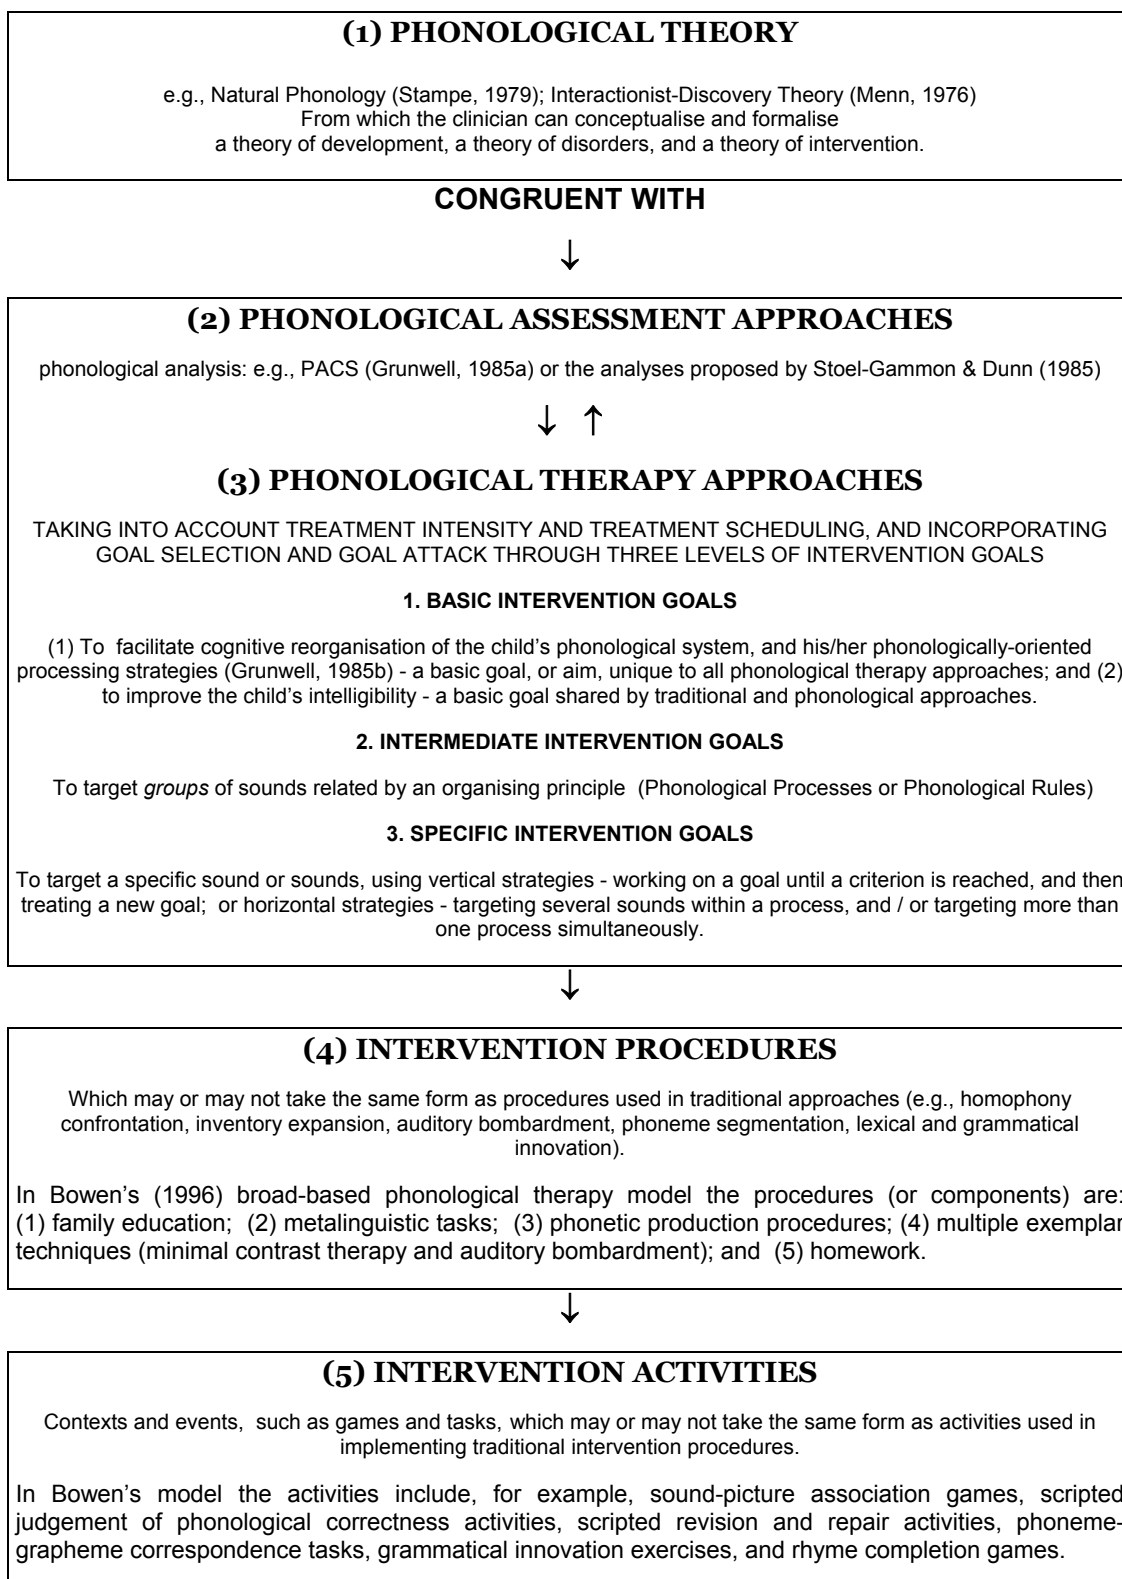 (1) PHONOLOGICAL THEORY
e.g., Natural Phonology (Stampe, 1979); Interactionist-Discovery Theory (Menn, 1976)
From which the clinician can conceptualise and formalise
a theory of development, a theory of disorders, and a theory of intervention.
CONGRUENT WITH
↓
(2) PHONOLOGICAL ASSESSMENT APPROACHES
phonological analysis: e.g., PACS (Grunwell, 1985a) or the analyses proposed by Stoel-Gammon & Dunn (1985)
↓ ↑
(3) PHONOLOGICAL THERAPY APPROACHES
TAKING INTO ACCOUNT TREATMENT INTENSITY AND TREATMENT SCHEDULING, AND INCORPORATING
GOAL SELECTION AND GOAL ATTACK THROUGH THREE LEVELS OF INTERVENTION GOALS
1. BASIC INTERVENTION GOALS
(1) To facilitate cognitive reorganisation of the child's phonological system, and his/her phonologically-oriented
processing strategies (Grunwell, 1985b) - a basic goal, or aim, unique to all phonological therapy approaches; and (2)
to improve the child's intelligibility - a basic goal shared by traditional and phonological approaches.
2. INTERMEDIATE INTERVENTION GOALS
To target groups of sounds related by an organising principle (Phonological Processes or Phonological Rules)
3. SPECIFIC INTERVENTION GOALS
To target a specific sound or sounds, using vertical strategies - working on a goal until a criterion is reached, and then
treating a new goal; or horizontal strategies - targeting several sounds within a process, and / or targeting more than
one process simultaneously.
↓
(4) INTERVENTION PROCEDURES
Which may or may not take the same form as procedures used in traditional approaches (e.g., homophony
confrontation, inventory expansion, auditory bombardment, phoneme segmentation, lexical and grammatical
innovation).
In Bowen's (1996) broad-based phonological therapy model the procedures (or components) are:
(1) family education; (2) metalinguistic tasks; (3) phonetic production procedures; (4) multiple exemplar
techniques (minimal contrast therapy and auditory bombardment); and (5) homework.
↓
(5) INTERVENTION ACTIVITIES
Contexts and events, such as games and tasks, which may or may not take the same form as activities used in
implementing traditional intervention procedures.
In Bowen's model the activities include, for example, sound-picture association games, scripted
judgement of phonological correctness activities, scripted revision and repair activities, phoneme-
grapheme correspondence tasks, grammatical innovation exercises, and rhyme completion games.